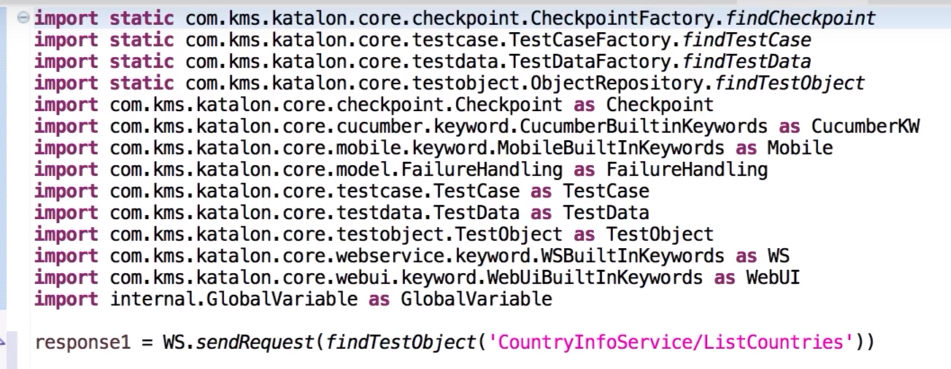 import static com.kms.katalon.core.checkpoint.CheckpointFactory.findCheckpoint
import static com.kms.katalon.core.testcase.TestCaseFactory.findTestCase
import static com.kms.katalon.core.testdata.TestDataFactory.findTestData
import static com.kms.katalon.core.testobject.ObjectRepository.findTestObject
import com.kms.katalon.core.checkpoint.Checkpoint as Checkpoint
import com.kms.katalon.core.cucumber.keyword.CucumberBuiltinKeywords as CucumberKW
import com.kms.katalon.core.mobile.keyword.MobileBuiltInKeywords as Mobile
import com.kms.katalon.core.model.FailureHandling as FailureHandling
import com.kms.katalon.core.testcase.TestCase as TestCase
import com.kms.katalon.core.testdata.TestData as TestData
import com.kms.katalon.core.testobject.TestObject as TestObject
import com.kms.katalon.core.webservice.keyword.WSBuiltInKeywords as WS
import com.kms.katalon.core.webui.keyword.WebUiBuiltInKeywords as WebUI
import internal.GlobalVariable as GlobalVariable
response1 = WS.sendRequest(findTestObject('CountryInfoService/ListCountries'))